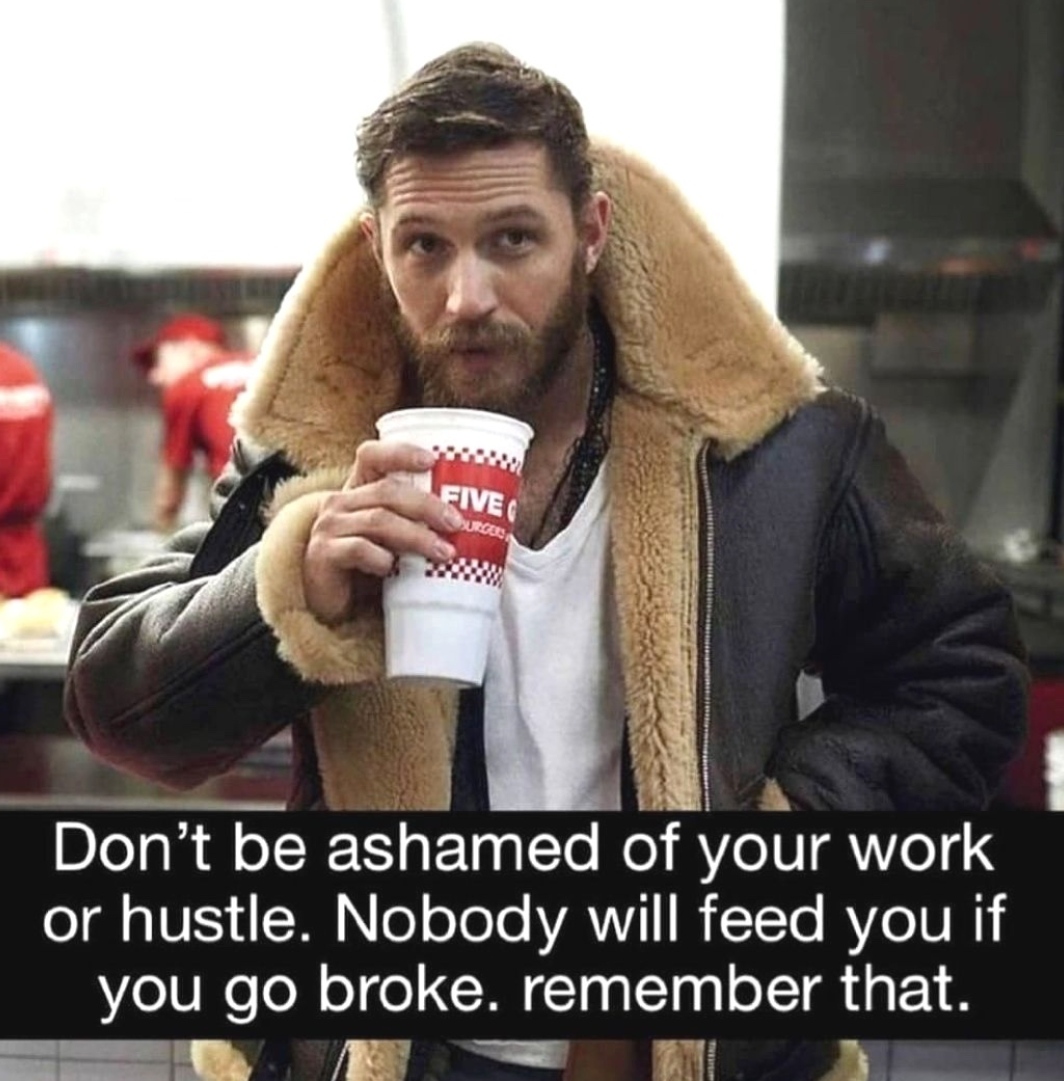 FIVE
BURGERS
Don't be ashamed of your work
or hustle. Nobody will feed you if
you go broke. remember that.